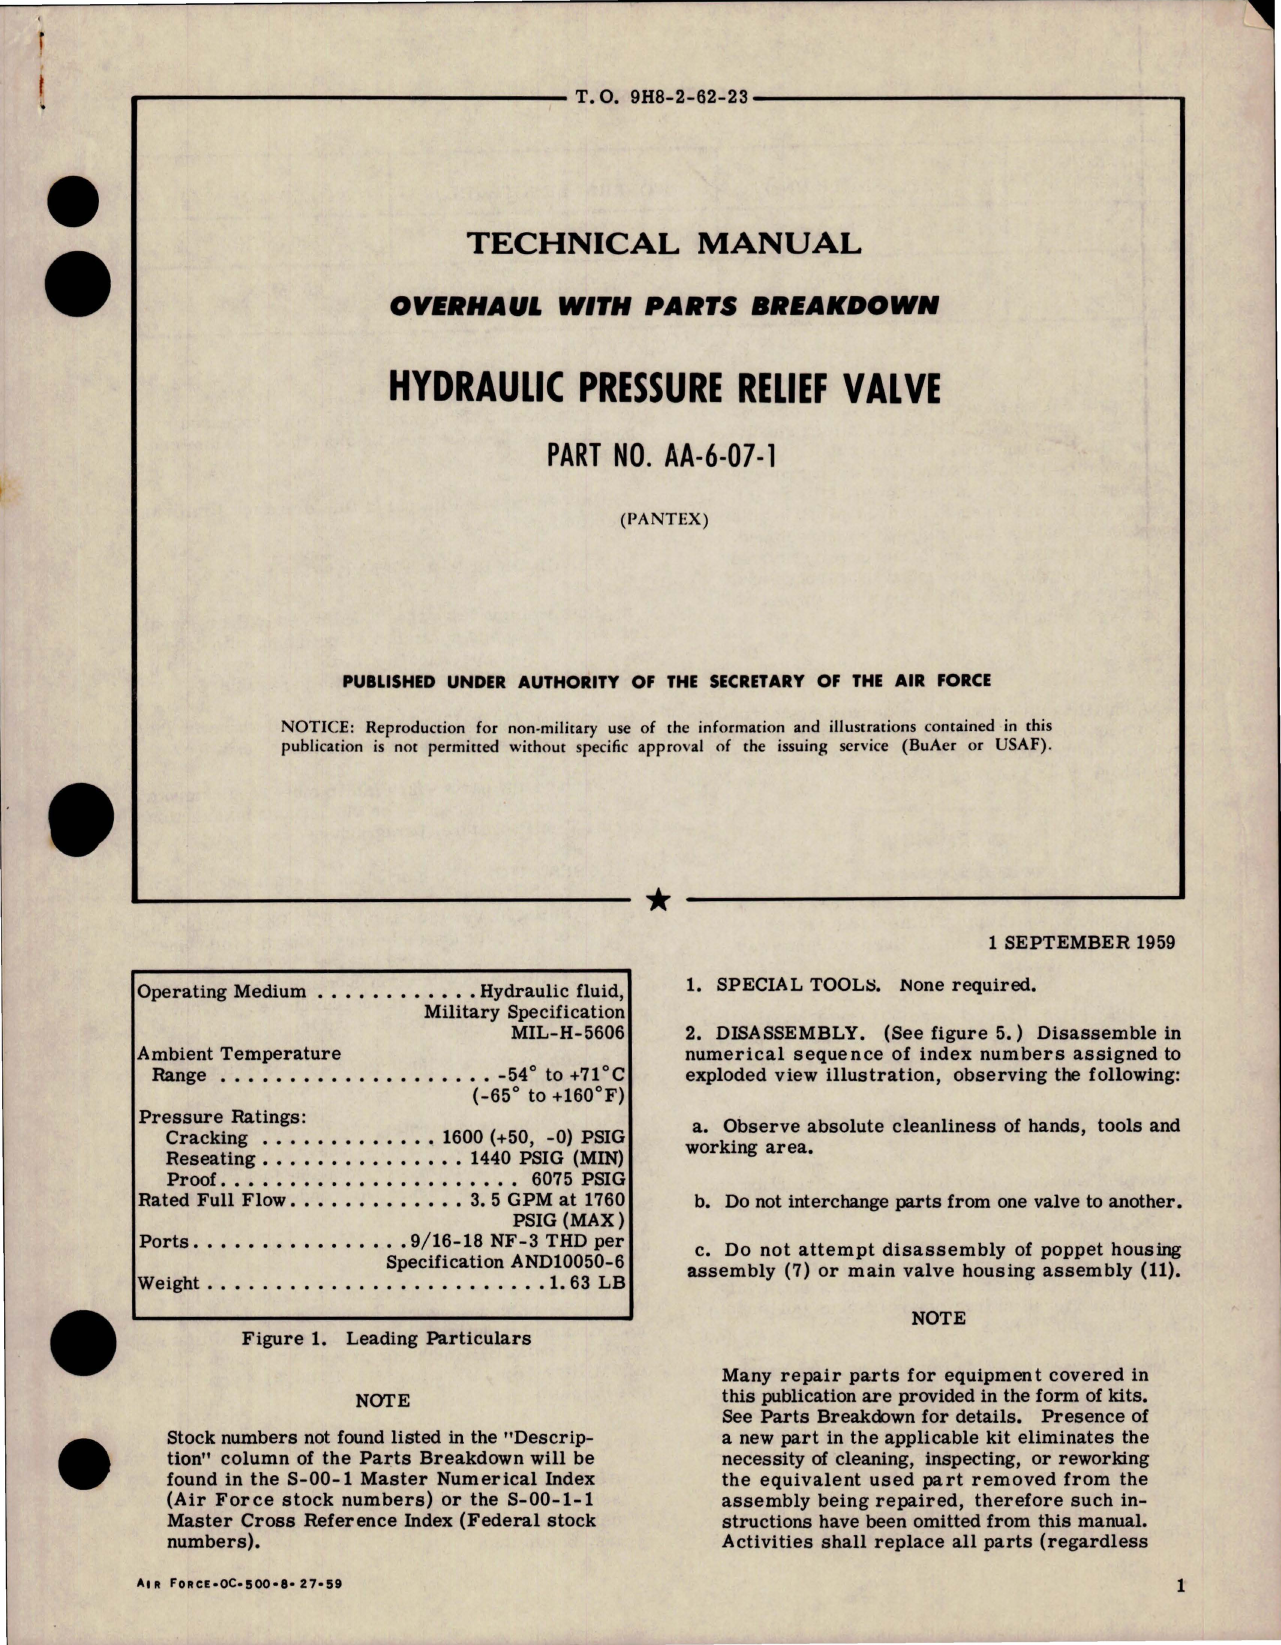 T.O. 9H8-2-62-23
TECHNICAL MANUAL
OVERHAUL WITH PARTS BREAKDOWN
HYDRAULIC PRESSURE RELIEF VALVE
PART NO. AA-6-07-1
(PANTEX)
PUBLISHED UNDER AUTHORITY OF THE SECRETARY OF THE AIR FORCE
NOTICE: Reproduction for non-military use of the information and illustrations contained in this
publication is not permitted without specific approval of the issuing service (BuAer or USAF).
1 SEPTEMBER 1959
Operating Medium . . . . . . . . . . . . Hydraulic fluid,
Military Specification
MIL-H-5606
Ambient Temperature
Range . . . . . . . . . . . . . . . . . . . . -54° to +71°C
(-65° to +160°F)
Pressure Ratings:
Cracking . . . . . . . . . . . . . 1600 (+50, -0) PSIG
Reseating . . . . . . . . . . . . . . . 1440 PSIG (MIN)
Proof . . . . . . . . . . . . . . . . . . . . . . 6075 PSIG
Rated Full Flow . . . . . . . . . . . . . 3.5 GPM at 1760
PSIG (MAX)
Ports . . . . . . . . . . . . . . . . 9/16-18 NF-3 THD per
Specification AND10050-6
Weight . . . . . . . . . . . . . . . . . . . . . . . . . 1.63 LB
Figure 1. Leading Particulars
NOTE
Stock numbers not found listed in the "Descrip-
tion" column of the Parts Breakdown will be
found in the S-00-1 Master Numerical Index
(Air Force stock numbers) or the S-00-1-1
Master Cross Reference Index (Federal stock
numbers).
1. SPECIAL TOOLS. None required.
2. DISASSEMBLY. (See figure 5.) Disassemble in
numerical sequence of index numbers assigned to
exploded view illustration, observing the following:
a. Observe absolute cleanliness of hands, tools and
working area.
b. Do not interchange parts from one valve to another.
c. Do not attempt disassembly of poppet housing
assembly (7) or main valve housing assembly (11).
NOTE
Many repair parts for equipment covered in
this publication are provided in the form of kits.
See Parts Breakdown for details. Presence of
a new part in the applicable kit eliminates the
necessity of cleaning, inspecting, or reworking
the equivalent used part removed from the
assembly being repaired, therefore such in-
structions have been omitted from this manual.
Activities shall replace all parts (regardless
AIR FORCE-OC-500-8-27-59
1